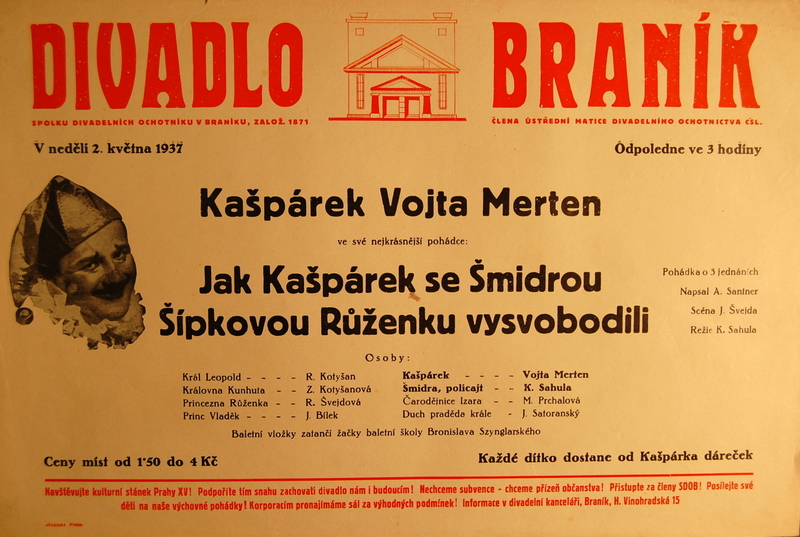 DIVADLO BRANÍK
SPOLKU DIVADELNÍCH OCHOTNÍKU V BRANÍKU, ZALOŽ. 1871
ČLENA ÚSTŘEDNÍ MATICE DIVADELNÍHO OCHOTNICTVA ČSL.
V neděli 2. května 1937
Odpoledne ve 3 hodiny
Kašpárek Vojta Merten
ve své nejkrásnější pohádce:
Jak Kašpárek se Šmidrou
Šípkovou Růženku vysvobodili
Pohádka o 3 jednáních
Napsal A. Santner
Scéna J. Švejda
Režie K. Sahula
Osoby:
Král Leopold - - - - R. Kotyšan
Královna Kunhuta - - Z. Kotyšanová
Princezna Růženka - - R. Švejdová
Princ Vladěk - - - - J. Bílek
Kašpárek - - - - Vojta Merten
Šmidra, policajt - - K. Sahula
Čarodějnice Izara - - M. Prchalová
Duch praděda krále - J. Satoranský
Baletní vložky zatančí žačky baletní školy Bronislava Szynglarského
Ceny míst od 1·50 do 4 Kč
Každé dítko dostane od Kašpárka dáreček
Navštěvujte kulturní stánek Prahy XV! Podpoříte tím snahu zachovati divadlo nám i budoucím! Nechceme subvence - chceme přízeň občanstva! Přistupte za členy SDOB! Posílejte své
děti na naše výchovné pohádky! Korporacím pronajímáme sál za výhodných podmínek! Informace v divadelní kanceláři, Braník, H. Vinohradská 15